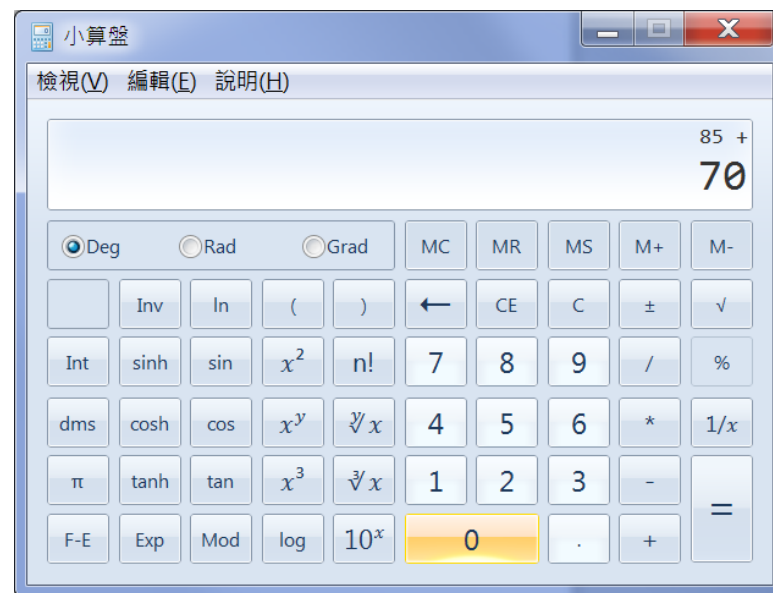 小算盤
檢視(V) 編輯(E) 說明(H)
85 +
70
Deg Rad Grad MC MR MS M+ M-
Inv ln ( ) ← CE C ± √
Int sinh sin x² n! 7 8 9 / %
dms cosh cos xʸ ʸ√x 4 5 6 * 1/x
π tanh tan x³ ³√x 1 2 3 - =
F-E Exp Mod log 10ˣ 0 . +